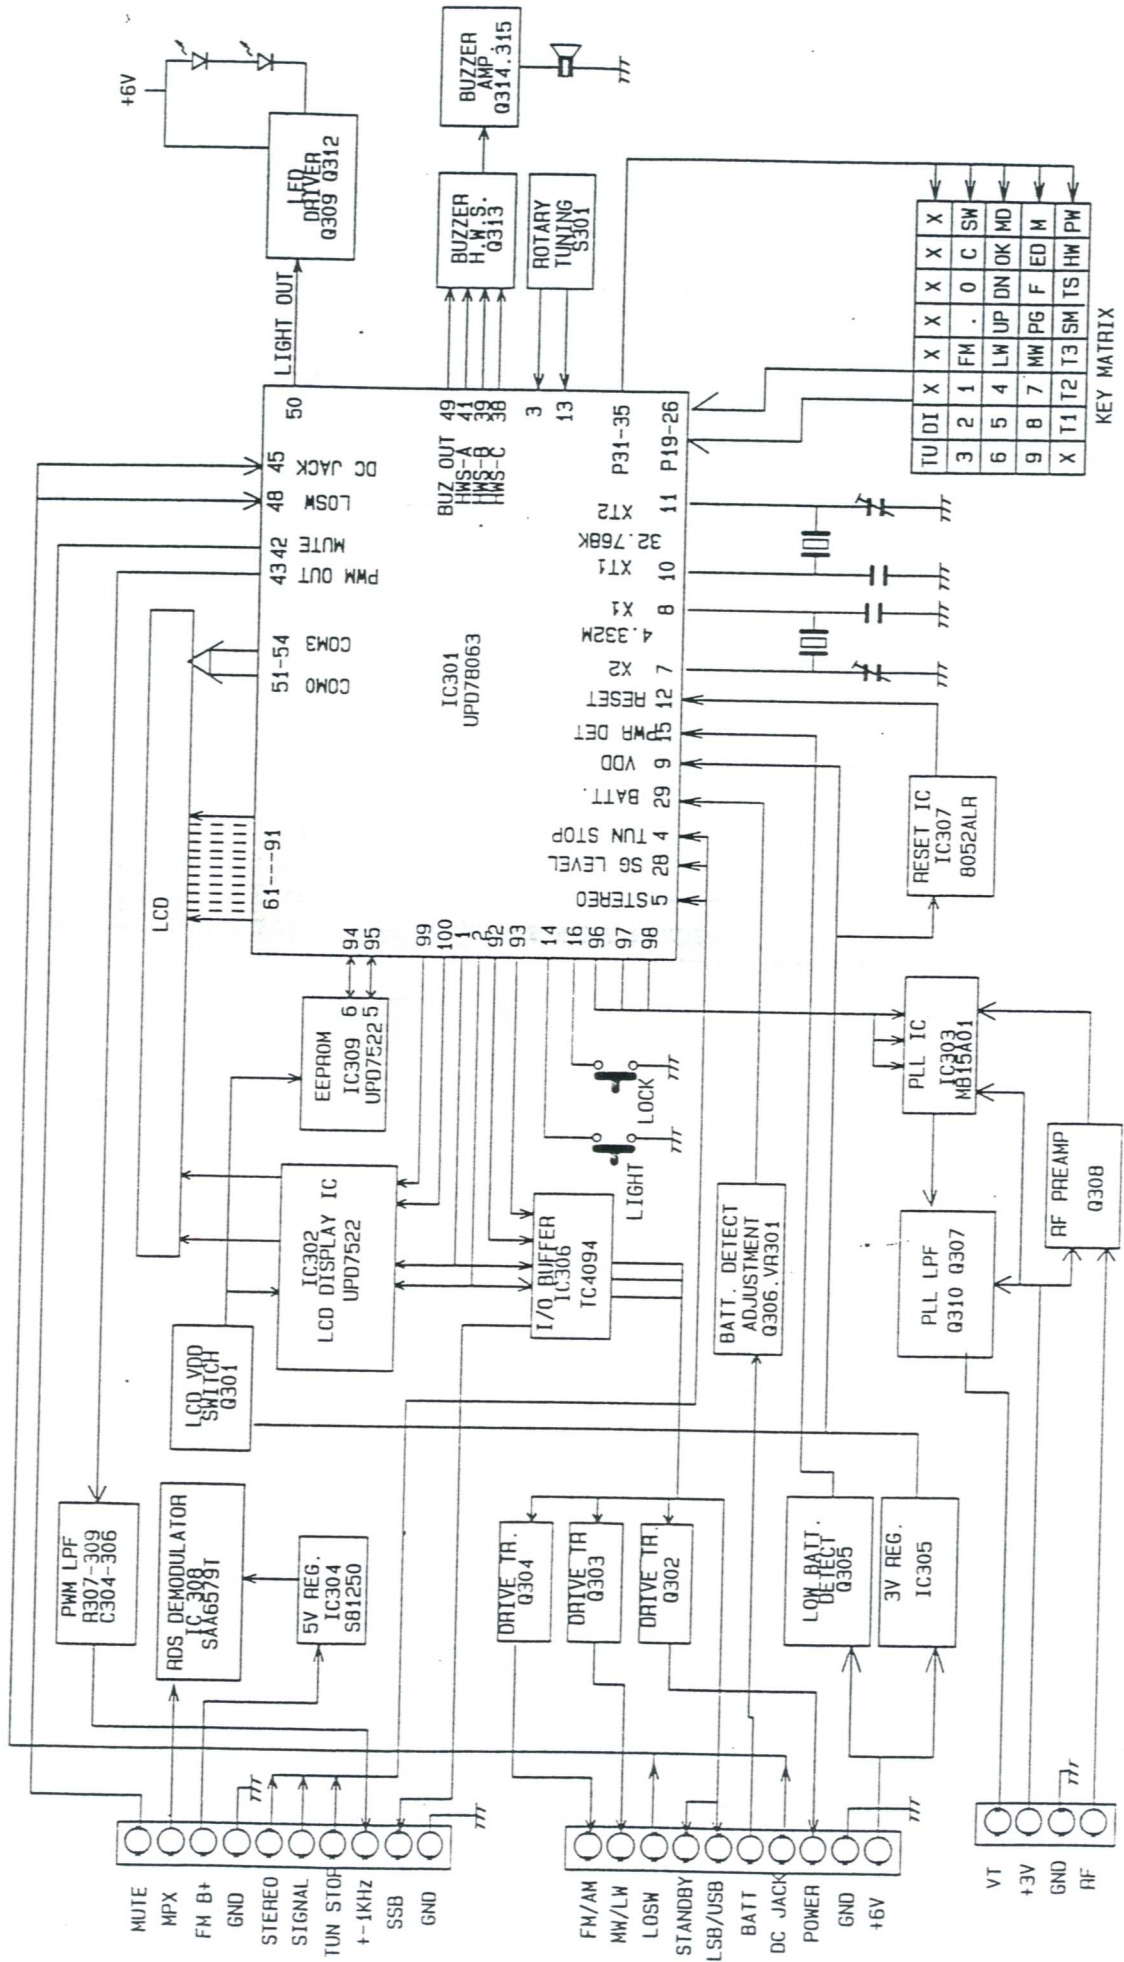 +6V
LED
DRIVER
Q309 Q312
LIGHT OUT
BUZZER
AMP.
Q314.315
BUZZER
H.W.S.
Q313
ROTARY
TUNING
S301
50
45
DC JACK
48
LOSW
42
MUTE
43
PWM OUT
51-54
COM3
COM0
61---91
LCD
BUZ OUT 49
HWS-A 41
HWS-B 39
HWS-C 38
3
13
P31-35
P19-26
IC301
UPD78063
11
XT2
32.768K
10
XT1
8
X1
4.332M
7
X2
12
RESET
15
PWR DET
9
VDD
29
BATT.
4
TUN STOP
28
SG LEVEL
5
STEREO
94
95
99
100
1
2
92
93
14
16
96
97
98
TU DI X X X X X
3 2 1 FM . 0 C SW
6 5 4 LW UP DN OK MD
9 8 7 MW PG F ED M
X T1 T2 T3 SM TS HW PW
KEY MATRIX
EEPROM
IC309
UPD7522
6
5
IC302
LCD DISPLAY IC
UPD7522
LCD VDD
SWITCH
Q301
I/O BUFFER
IC306
TC4094
LIGHT
LOCK
RESET IC
IC307
8052ALR
PLL IC
IC303
MB15A01
RF PREAMP
Q308
PLL LPF
Q310 Q307
BATT. DETECT
ADJUSTMENT
Q306.VR301
PWM LPF
R307-309
C304-306
RDS DEMODULATOR
IC 308
SAA6579T
5V REG.
IC304
S81250
DRIVE TR.
Q304
DRIVE TR
Q303
DRIVE TR.
Q302
LOW BATT.
DETECT
Q305
3V REG.
IC305
MUTE
MPX
FM B+
GND
STEREO
SIGNAL
TUN STOP
+-1KHz
SSB
GND
FM/AM
MW/LW
LOSW
STANDBY
LSB/USB
BATT
DC JACK
POWER
GND
+6V
VT
+3V
GND
RF